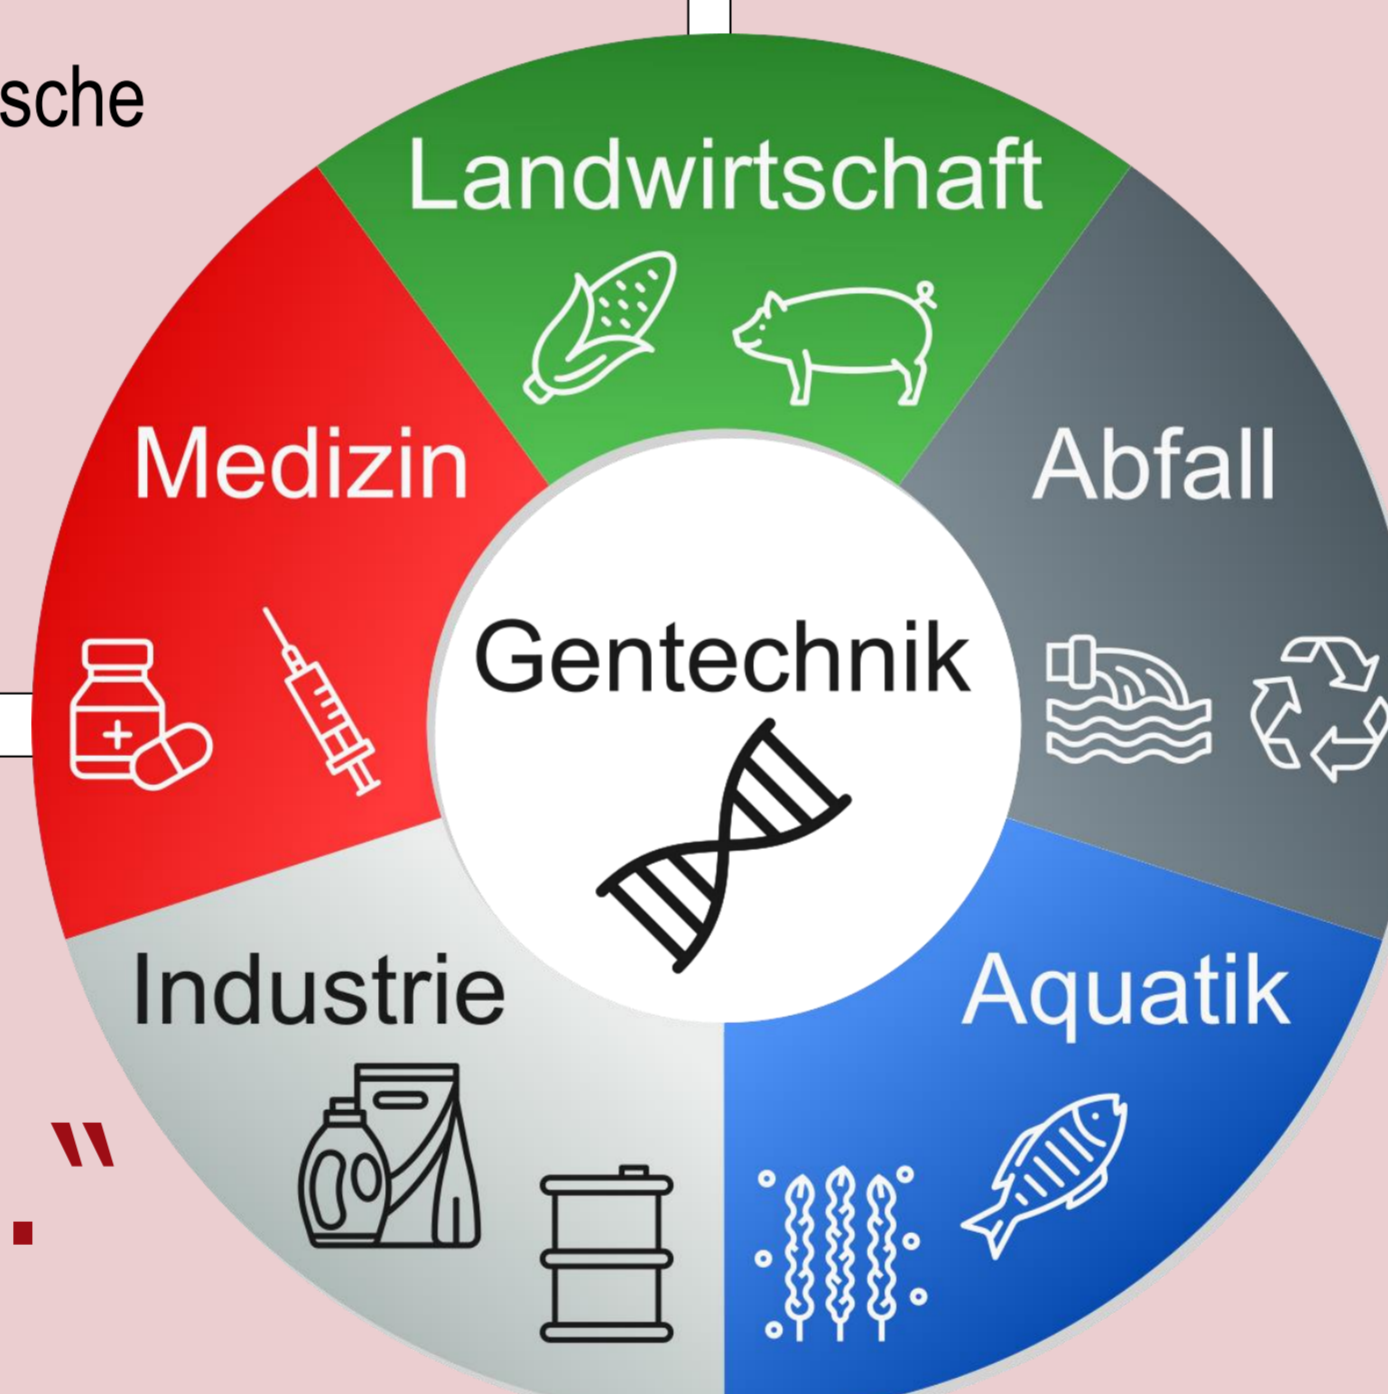 sche
Landwirtschaft
Medizin
Abfall
Gentechnik
Industrie
Aquatik
.“